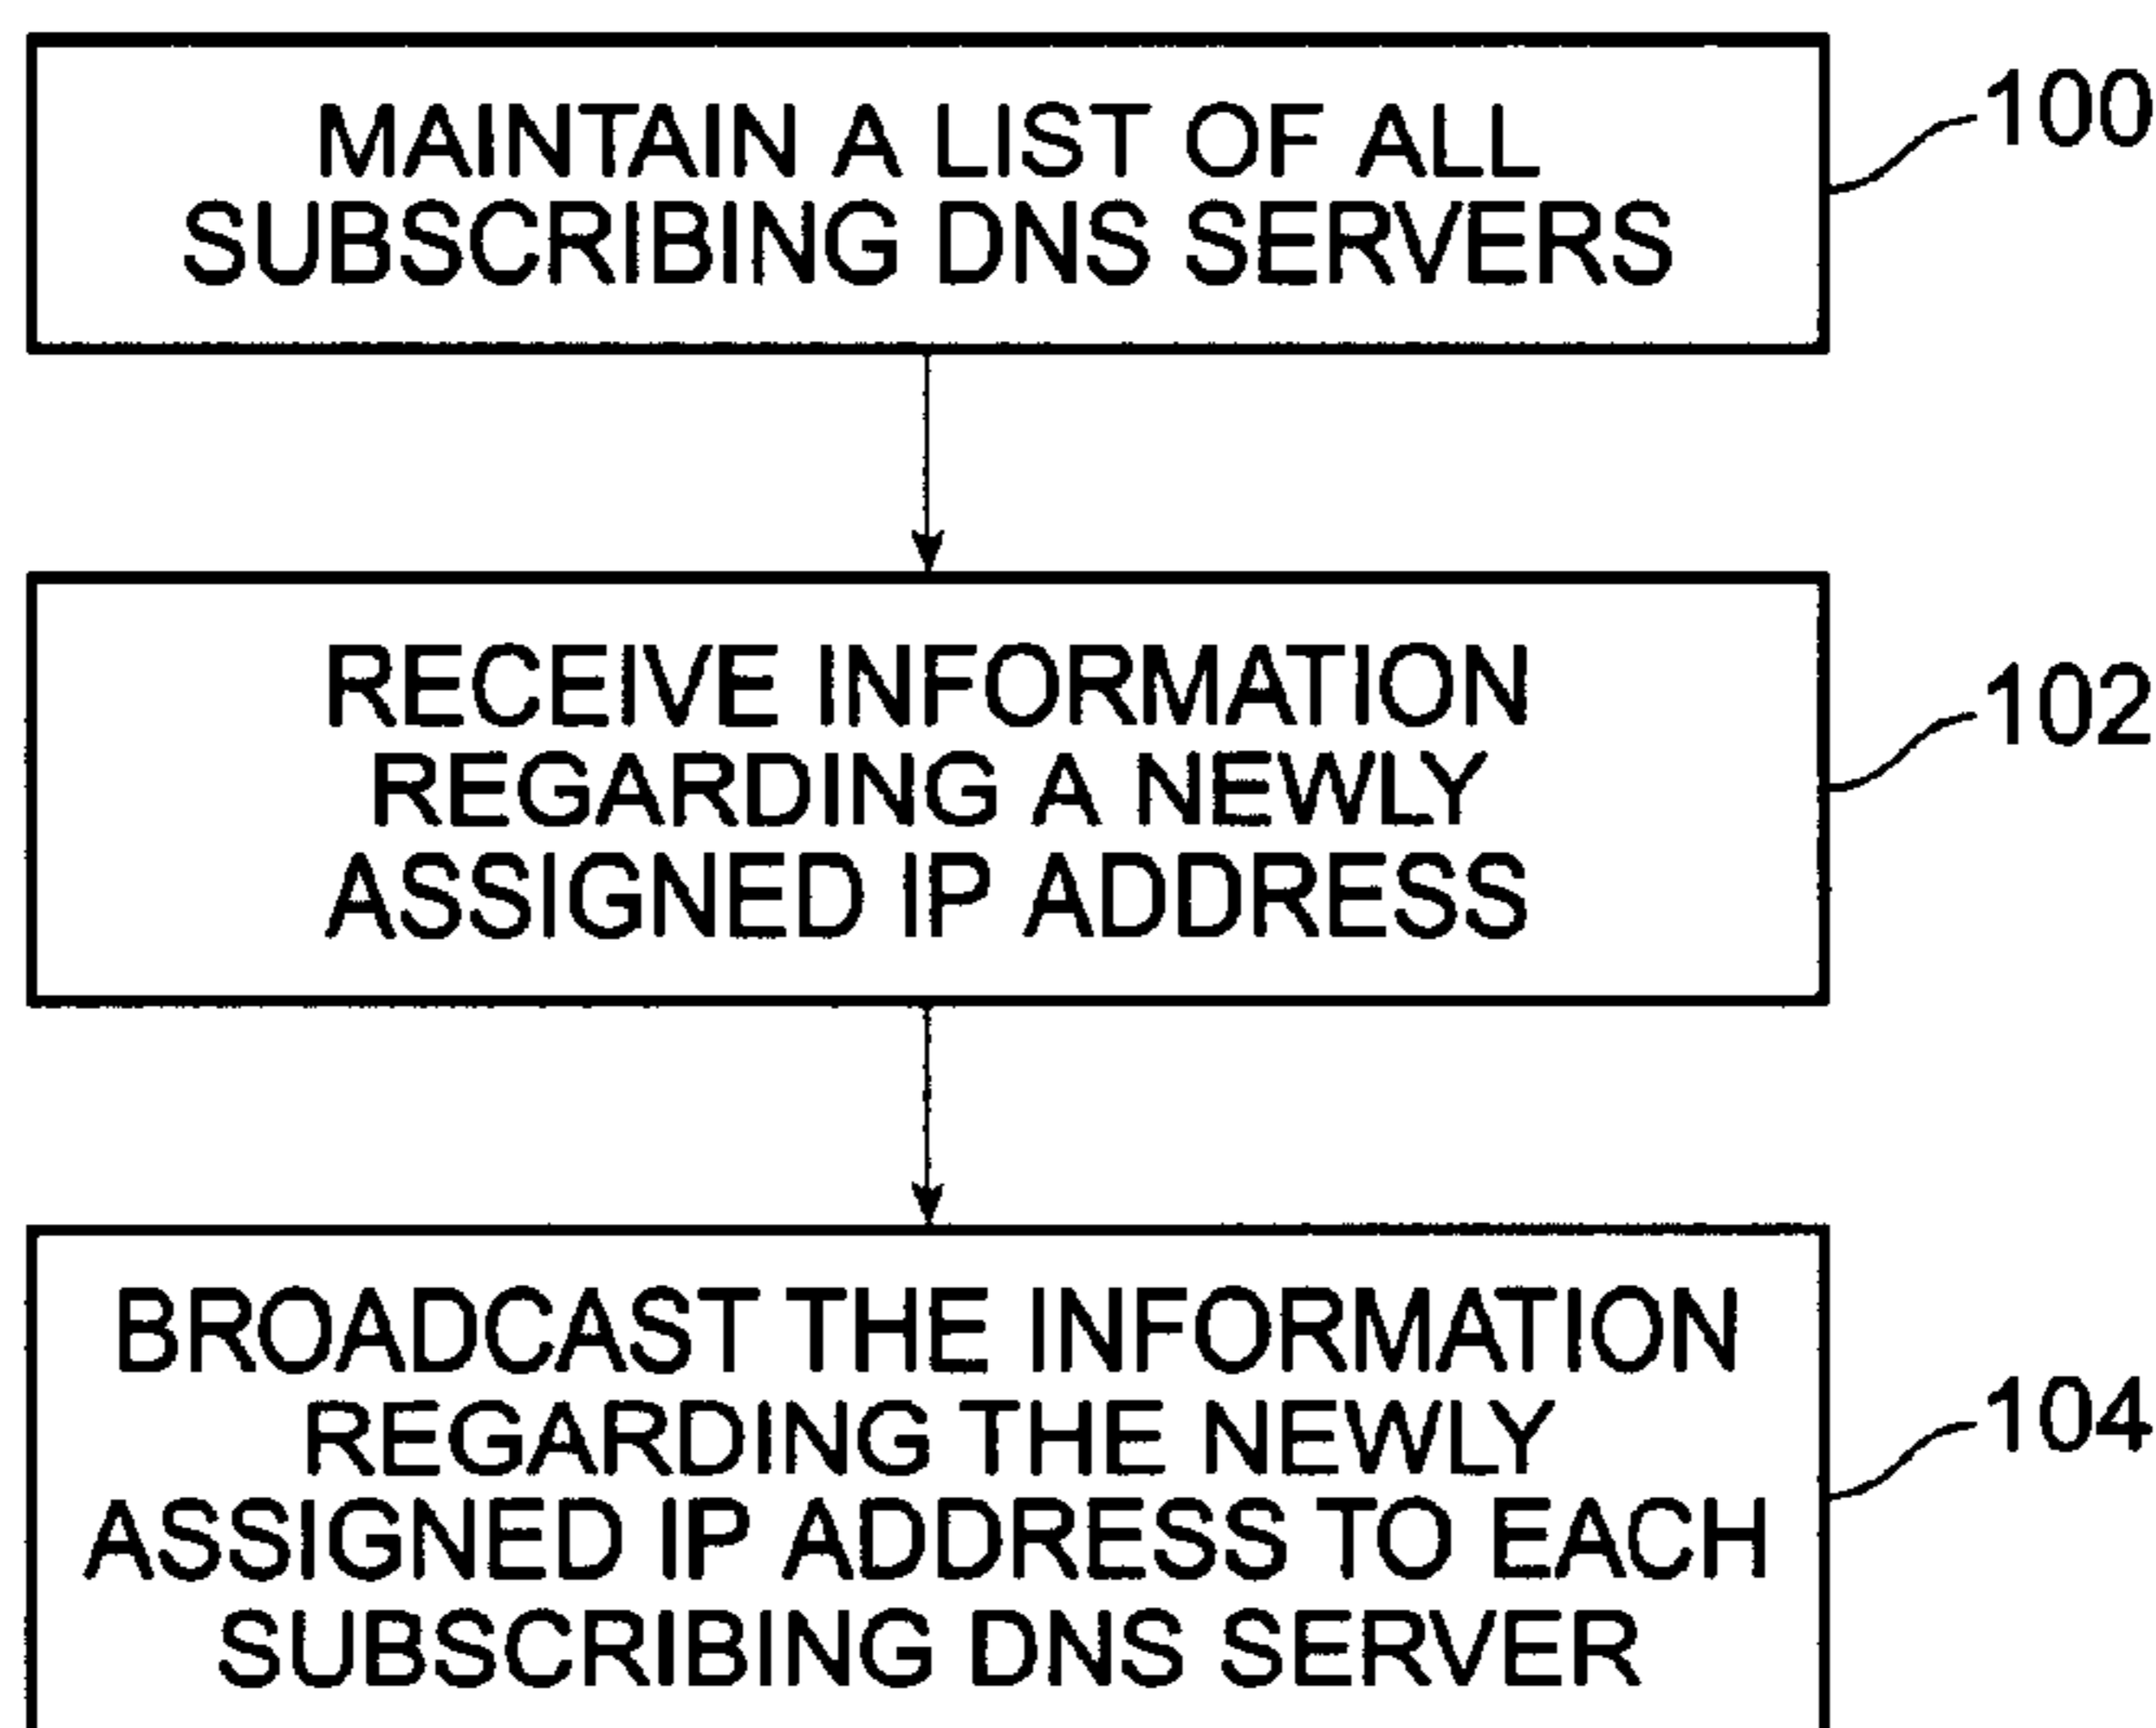 MAINTAIN A LIST OF ALL
SUBSCRIBING DNS SERVERS
100
RECEIVE INFORMATION
REGARDING A NEWLY
ASSIGNED IP ADDRESS
102
BROADCAST THE INFORMATION
REGARDING THE NEWLY
ASSIGNED IP ADDRESS TO EACH
SUBSCRIBING DNS SERVER
104